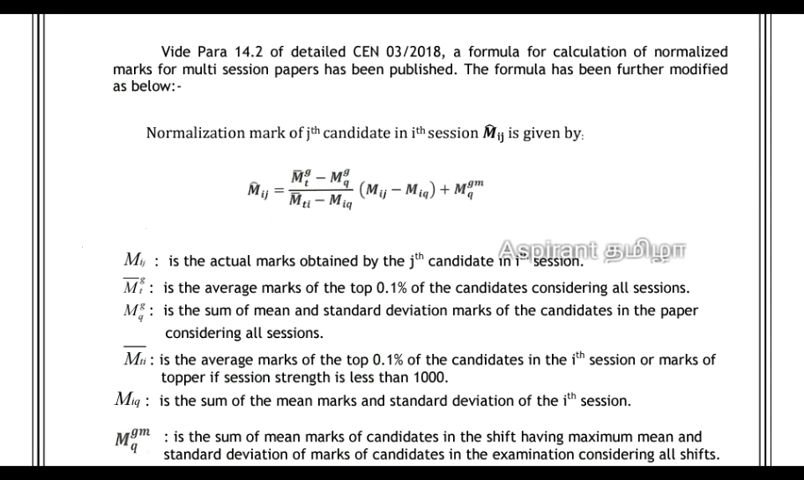 Vide Para 14.2 of detailed CEN 03/2018, a formula for calculation of normalized
marks for multi session papers has been published. The formula has been further modified
as below:-
Normalization mark of jᵗʰ candidate in iᵗʰ session M̂ij is given by:
M̂ij = (M̄ᵍt − Mᵍq) / (M̄ti − Miq) (Mij − Miq) + Mᵍᵐq
Mij : is the actual marks obtained by the jᵗʰ candidate in iᵗʰ session.
Aspirant தமிழா
M̄ᵍt : is the average marks of the top 0.1% of the candidates considering all sessions.
Mᵍq : is the sum of mean and standard deviation marks of the candidates in the paper
considering all sessions.
M̄ti : is the average marks of the top 0.1% of the candidates in the iᵗʰ session or marks of
topper if session strength is less than 1000.
Miq : is the sum of the mean marks and standard deviation of the iᵗʰ session.
Mᵍᵐq : is the sum of mean marks of candidates in the shift having maximum mean and
standard deviation of marks of candidates in the examination considering all shifts.